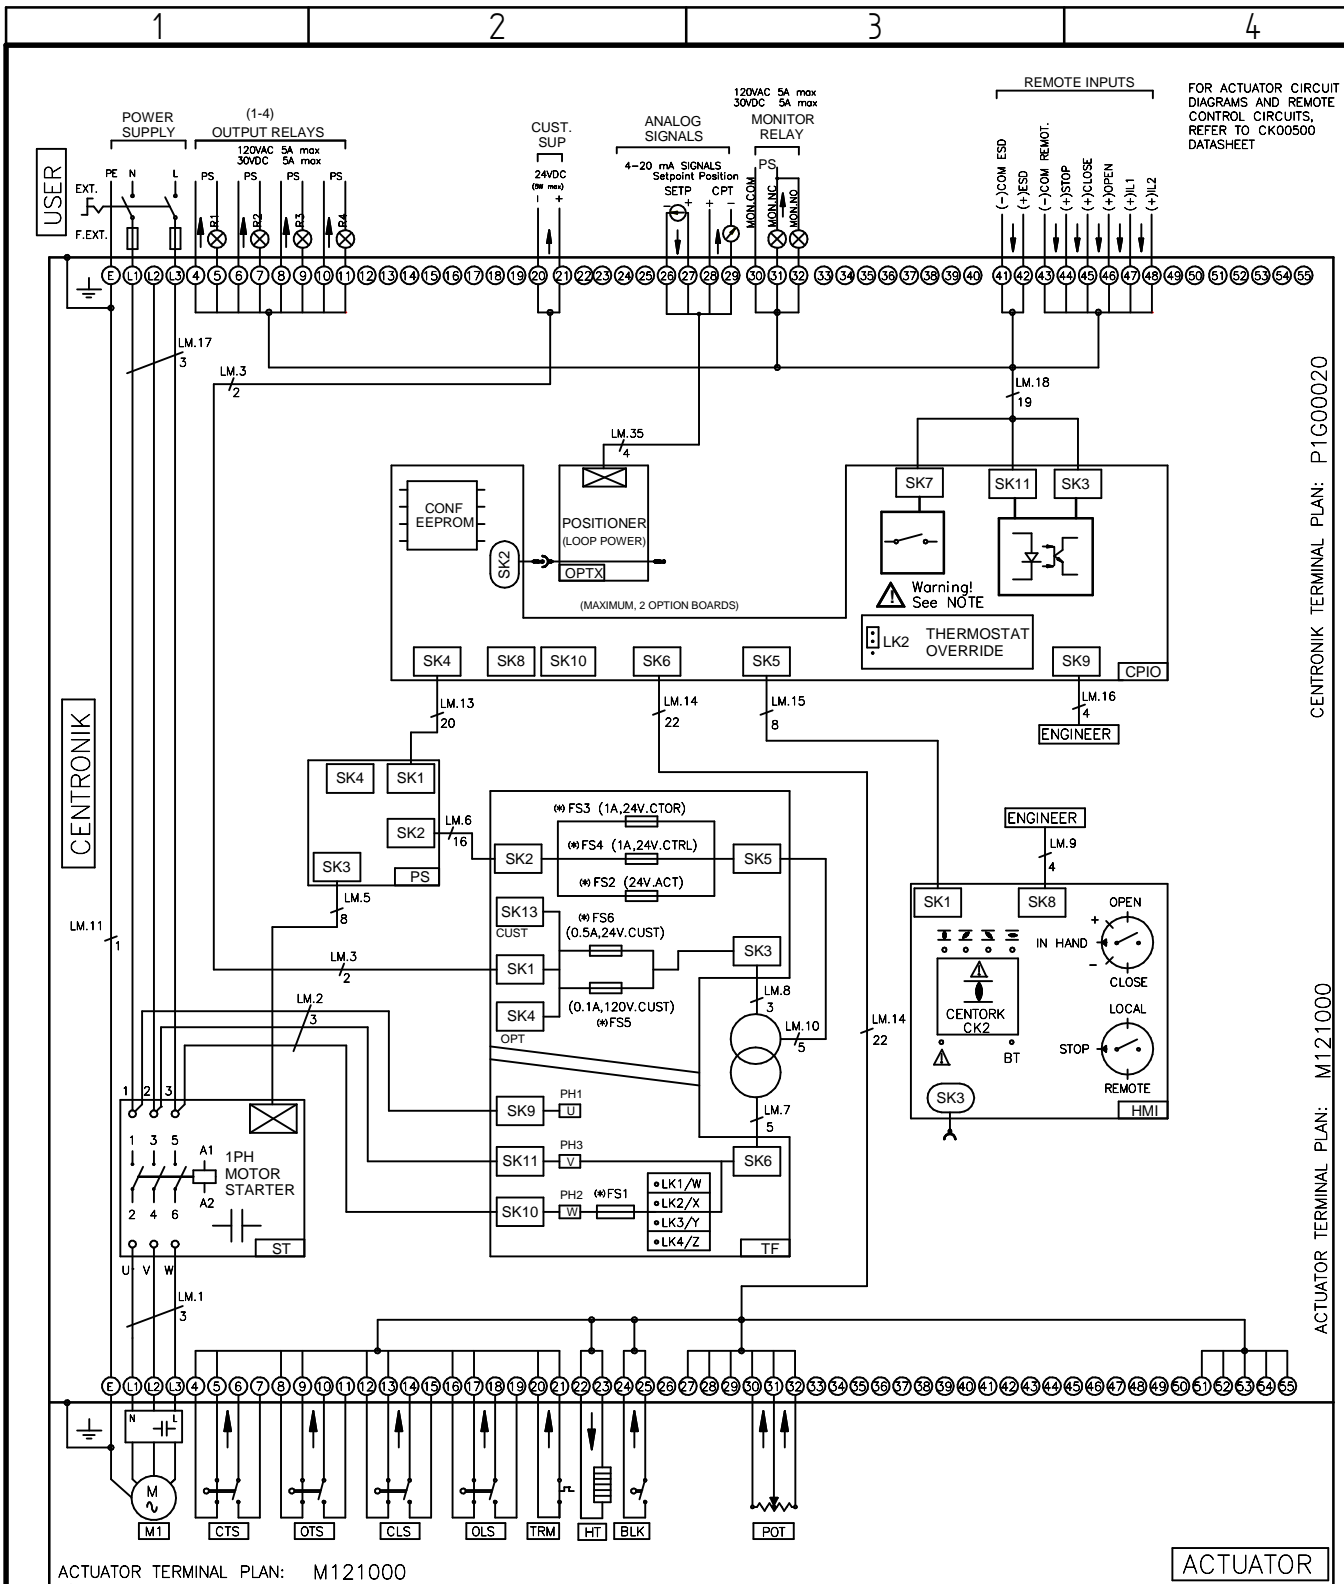 1 2 3 4
USER
POWER
SUPPLY
PE N L
EXT.
F.EXT.
(1-4)
OUTPUT RELAYS
120VAC 5A max
30VDC 5A max
PS PS PS PS
R1 R2 R3 R4
CUST.
SUP
24VDC
(5W max)
- +
ANALOG
SIGNALS
4-20 mA SIGNALS
Setpoint Position
SETP CPT
- + + -
120VAC 5A max
30VDC 5A max
MONITOR
RELAY
PS
MON.COM
MON.NC
MON.NO
REMOTE INPUTS
(-)COM ESD
(+)ESD
(-)COM REMOT.
(+)STOP
(+)CLOSE
(+)OPEN
(+)IL1
(+)IL2
FOR ACTUATOR CIRCUIT
DIAGRAMS AND REMOTE
CONTROL CIRCUITS,
REFER TO CK00500
DATASHEET
E L1 L2 L3 4 5 6 7 8 9 10 11 12 13 14 15 16 17 18 19 20 21 22 23 24 25 26 27 28 29 30 31 32 33 34 35 36 37 38 39 40 41 42 43 44 45 46 47 48 49 50 51 52 53 54 55
LM.17
3
LM.3
2
LM.18
19
LM.35
4
CENTRONIK TERMINAL PLAN: P1G00020
CONF
EEPROM
SK2
POSITIONER
(LOOP POWER)
OPTX
(MAXIMUM, 2 OPTION BOARDS)
SK7 SK11 SK3
Warning!
See NOTE
LK2
THERMOSTAT
OVERRIDE
SK4 SK8 SK10 SK6 SK5 SK9
CPIO
LM.13
20
LM.14
22
LM.15
8
LM.16
4
ENGINEER
CENTRONIK
SK4 SK1
SK2
SK3
PS
LM.6
16
LM.5
8
LM.11
1
LM.3
2
LM.2
3
(*)FS3 (1A,24V.CTOR)
(*)FS4 (1A,24V.CTRL)
(*)FS2 (24V.ACT)
SK2 SK5
SK13
CUST
(*)FS6
(0.5A,24V.CUST)
SK1 SK3
SK4
OPT
(0.1A,120V.CUST)
(*)FS5
LM.8
3
LM.10
5
LM.14
22
LM.7
5
SK9
PH1
U
SK11
PH3
V
SK6
SK10
PH2
W
(*)FS1
LK1/W
LK2/X
LK3/Y
LK4/Z
TF
ENGINEER
LM.9
4
SK1 SK8
OPEN
+
IN HAND
-
CLOSE
CENTORK
CK2
BT
LOCAL
STOP
REMOTE
SK3
HMI
ACTUATOR TERMINAL PLAN: M121000
1 2 3
1 3 5
A1
A2
2 4 6
1PH
MOTOR
STARTER
ST
U V W
LM.1
3
E L1 L2 L3 4 5 6 7 8 9 10 11 12 13 14 15 16 17 18 19 20 21 22 23 24 25 26 27 28 29 30 31 32 33 34 35 36 37 38 39 40 41 42 43 44 45 46 47 48 49 50 51 52 53 54 55
N L
M
M1
CTS
OTS
CLS
OLS
TRM
HT
BLK
POT
ACTUATOR TERMINAL PLAN: M121000
ACTUATOR